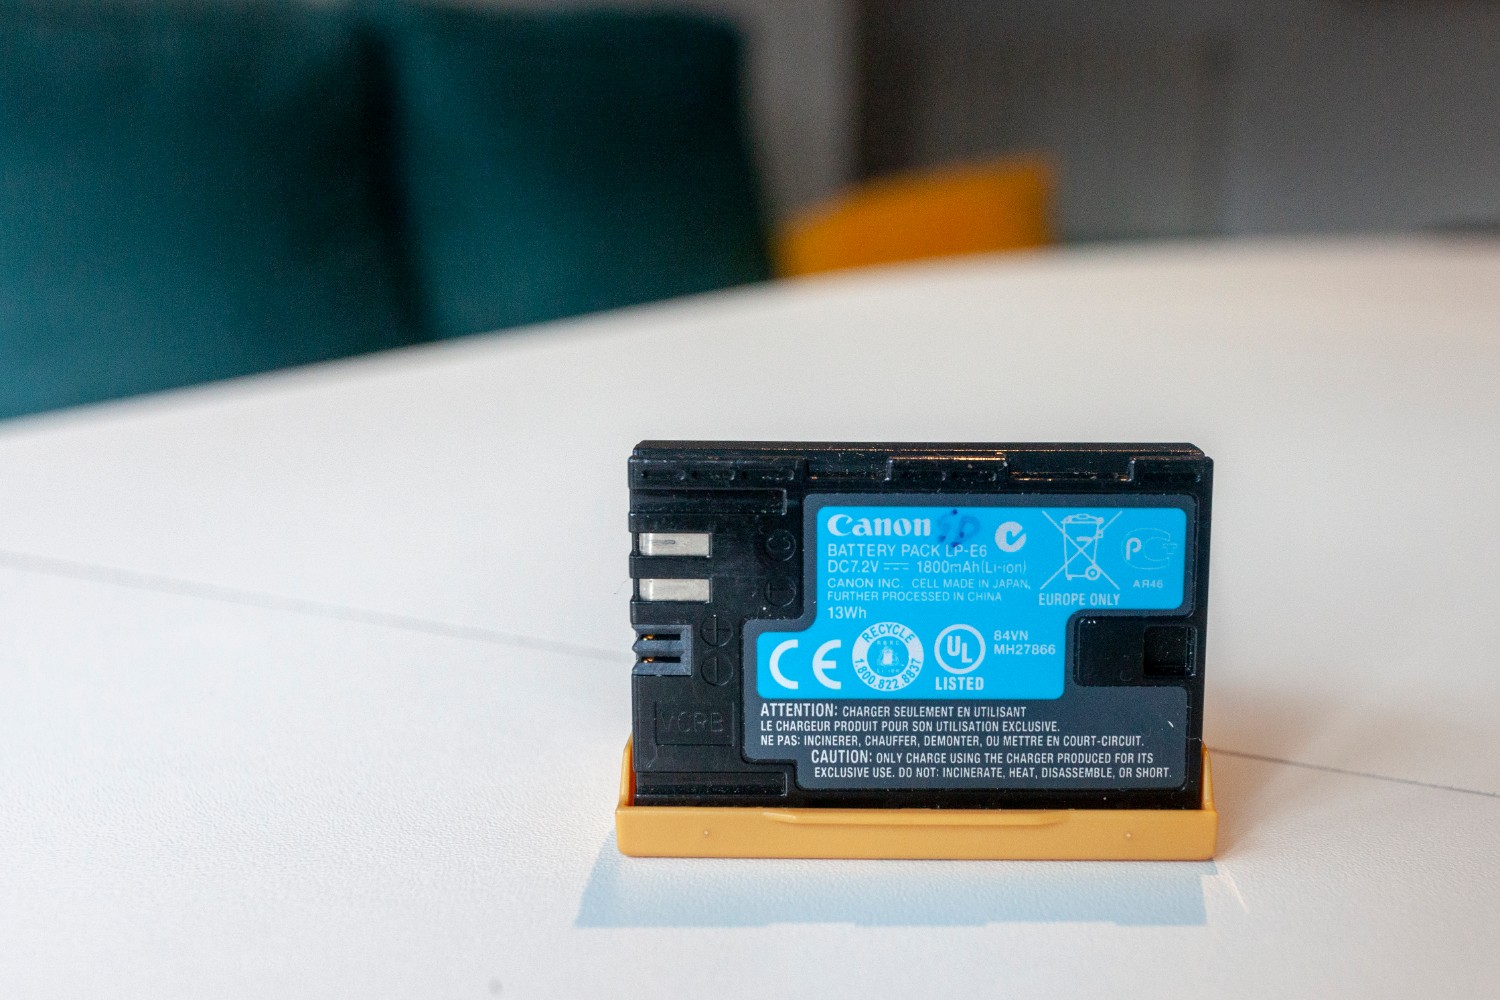 Canon
BATTERY PACK LP-E6
DC7.2V ⎓ 1800mAh(Li-ion)
CANON INC. CELL MADE IN JAPAN,
FURTHER PROCESSED IN CHINA
13Wh
EUROPE ONLY
P
АЯ46
CE
RECYCLE
1.800.822.8837
UL
LISTED
84VN
MH27866
VCRB
ATTENTION: CHARGER SEULEMENT EN UTILISANT
LE CHARGEUR PRODUIT POUR SON UTILISATION EXCLUSIVE.
NE PAS: INCINERER, CHAUFFER, DEMONTER, OU METTRE EN COURT-CIRCUIT.
CAUTION: ONLY CHARGE USING THE CHARGER PRODUCED FOR ITS
EXCLUSIVE USE. DO NOT: INCINERATE, HEAT, DISASSEMBLE, OR SHORT.